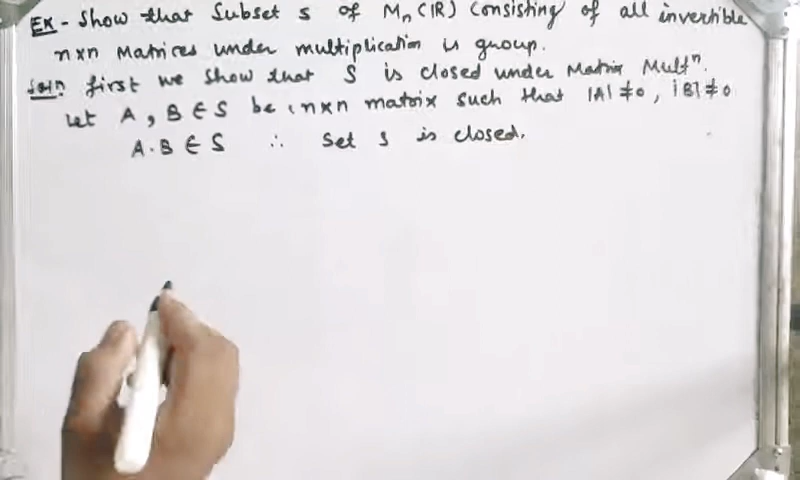 Ex - Show that Subset s of Mn (IR) Consisting of all invertible
n×n Matrices under multiplication is group.
Soln first we show that S is closed under Matrix Multn.
Let A, B ∈ S be n×n matrix such that |A| ≠ 0, |B| ≠ 0
A.B ∈ S ∴ Set S is closed.